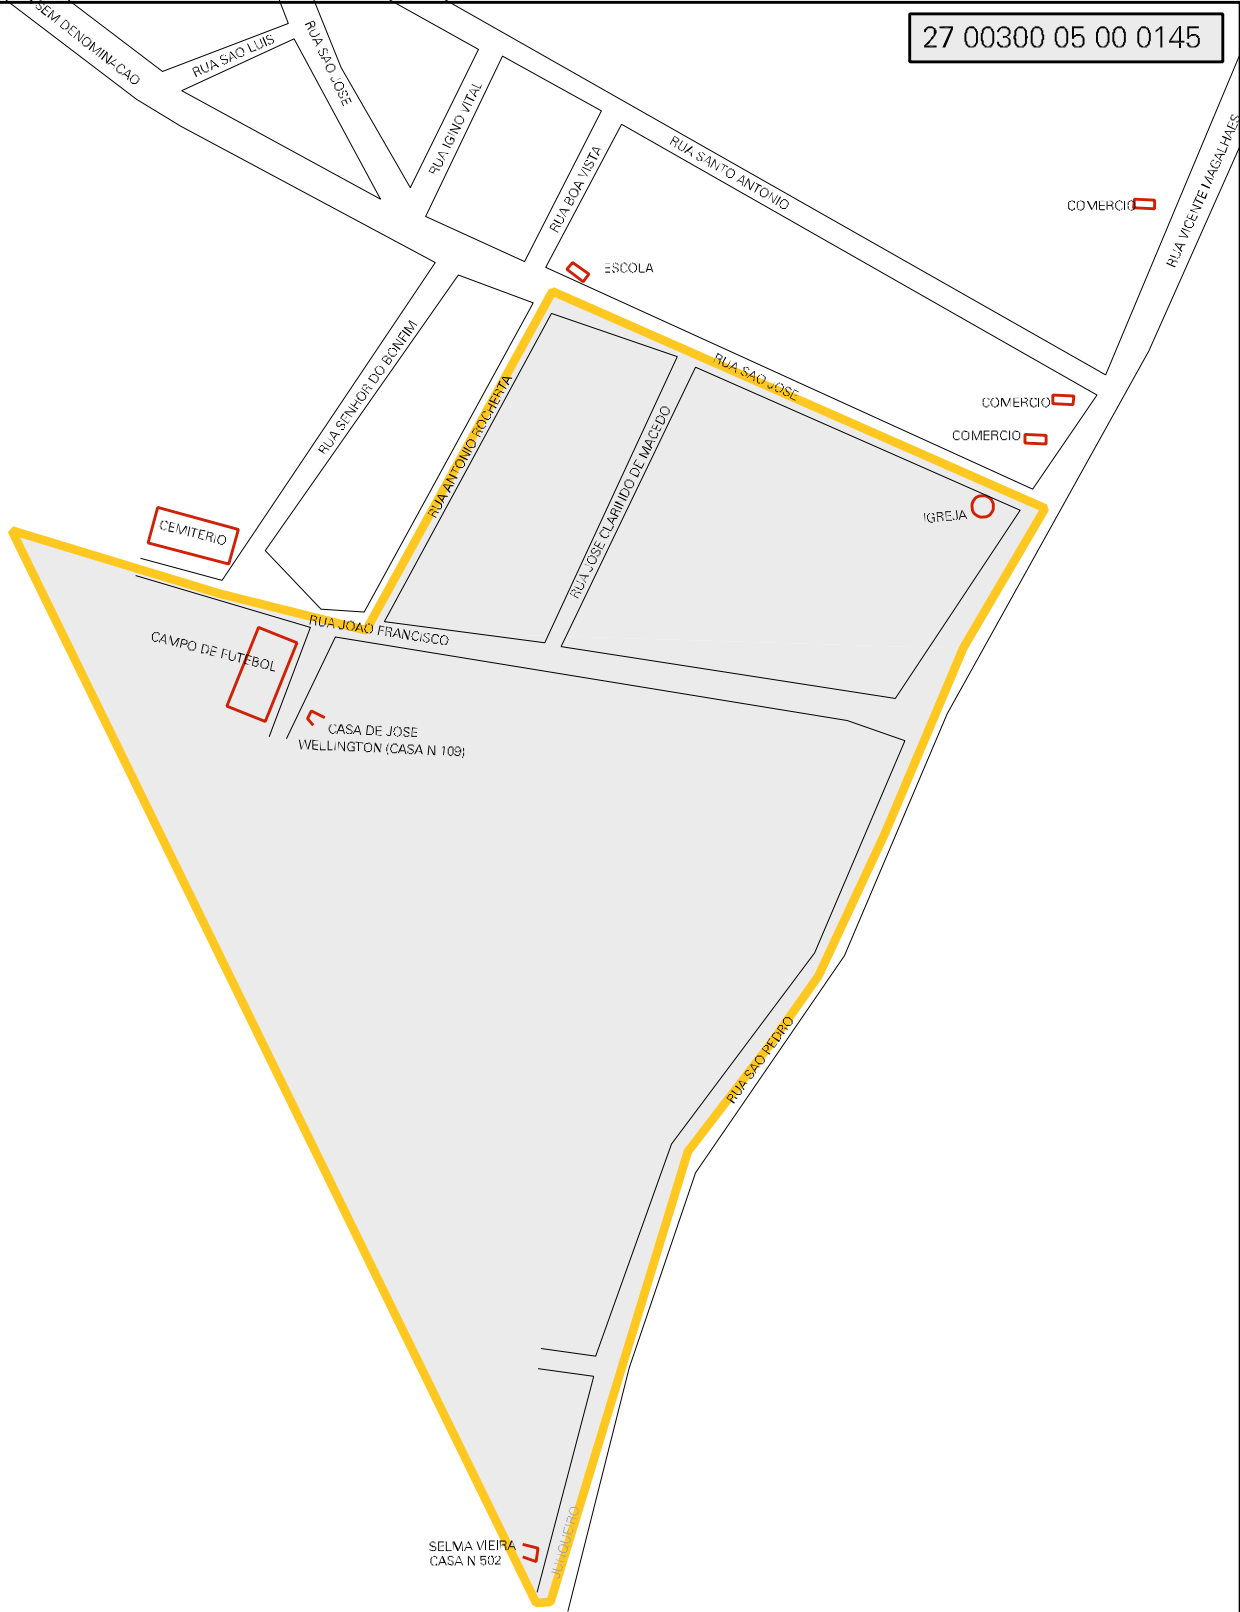 27 00300 05 00 0145
SEM DENOMINACAO
RUA SAO LUIS
RUA SAO JOSE
RUA IGINO VITAL
RUA BOA VISTA
RUA SANTO ANTONIO
RUA VICENTE MAGALHAES
COMERCIO
ESCOLA
RUA SENHOR DO BONFIM
RUA SAO JOSE
COMERCIO
COMERCIO
RUA ANTONIO ROCHERTA
RUA JOSE CLARINDO DE MACEDO
IGREJA
CEMITERIO
RUA JOAO FRANCISCO
CAMPO DE FUTEBOL
CASA DE JOSE
WELLINGTON (CASA N 109)
RUA SAO PEDRO
JUNQUEIRO
SELMA VIEIRA
CASA N 502